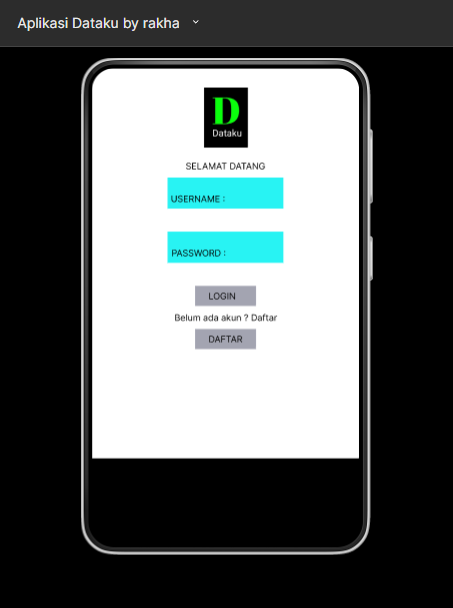 Aplikasi Dataku by rakha
D
Dataku
SELAMAT DATANG
USERNAME :
PASSWORD :
LOGIN
Belum ada akun ? Daftar
DAFTAR